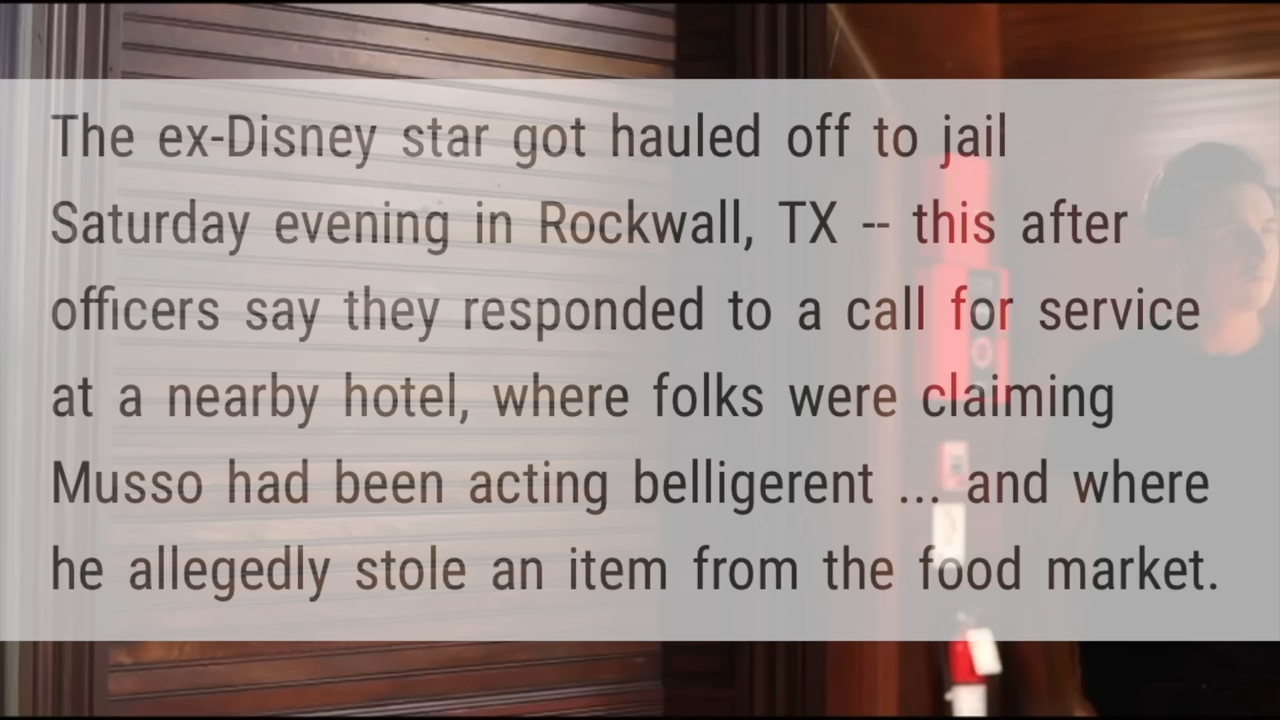 The ex-Disney star got hauled off to jail
Saturday evening in Rockwall, TX -- this after
officers say they responded to a call for service
at a nearby hotel, where folks were claiming
Musso had been acting belligerent ... and where
he allegedly stole an item from the food market.